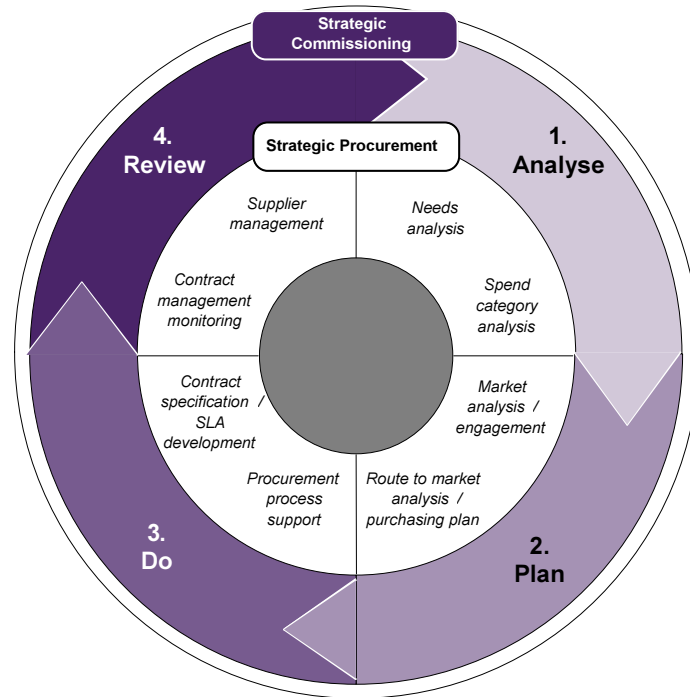 Strategic
Commissioning
1.
Analyse
2.
Plan
3.
Do
4.
Review
Strategic Procurement
Needs
analysis
Spend
category
analysis
Market
analysis /
engagement
Route to market
analysis /
purchasing plan
Procurement
process
support
Contract
specification /
SLA
development
Contract
management
monitoring
Supplier
management